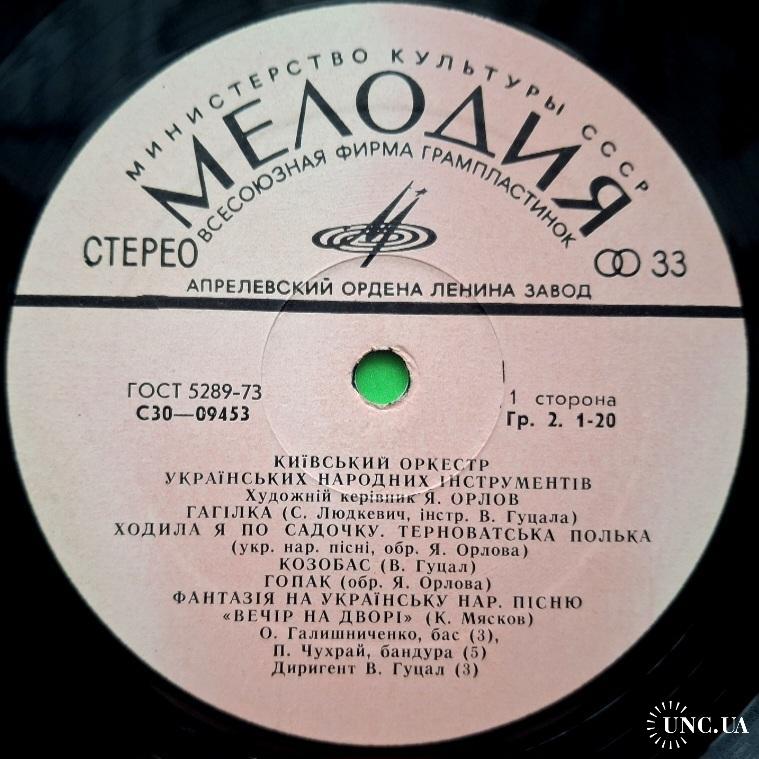 МИНИСТЕРСТВО КУЛЬТУРЫ СССР
МЕЛОДИЯ
ВСЕСОЮЗНАЯ ФИРМА ГРАМПЛАСТИНОК
СТЕРЕО
33
АПРЕЛЕВСКИЙ ОРДЕНА ЛЕНИНА ЗАВОД
ГОСТ 5289-73
С30—09453
1 сторона
Гр. 2. 1-20
КИЇВСЬКИЙ ОРКЕСТР
УКРАЇНСЬКИХ НАРОДНИХ ІНСТРУМЕНТІВ
Художній керівник Я. ОРЛОВ
ГАГІЛКА (С. Людкевич, інстр. В. Гуцала)
ХОДИЛА Я ПО САДОЧКУ. ТЕРНОВАТСЬКА ПОЛЬКА
(укр. нар. пісні, обр. Я. Орлова)
КОЗОБАС (В. Гуцал)
ГОПАК (обр. Я. Орлова)
ФАНТАЗІЯ НА УКРАЇНСЬКУ НАР. ПІСНЮ
«ВЕЧІР НА ДВОРІ» (К. Мясков)
О. Галишниченко, бас (3),
П. Чухрай, бандура (5)
Диригент В. Гуцал (3)
UNC.UA